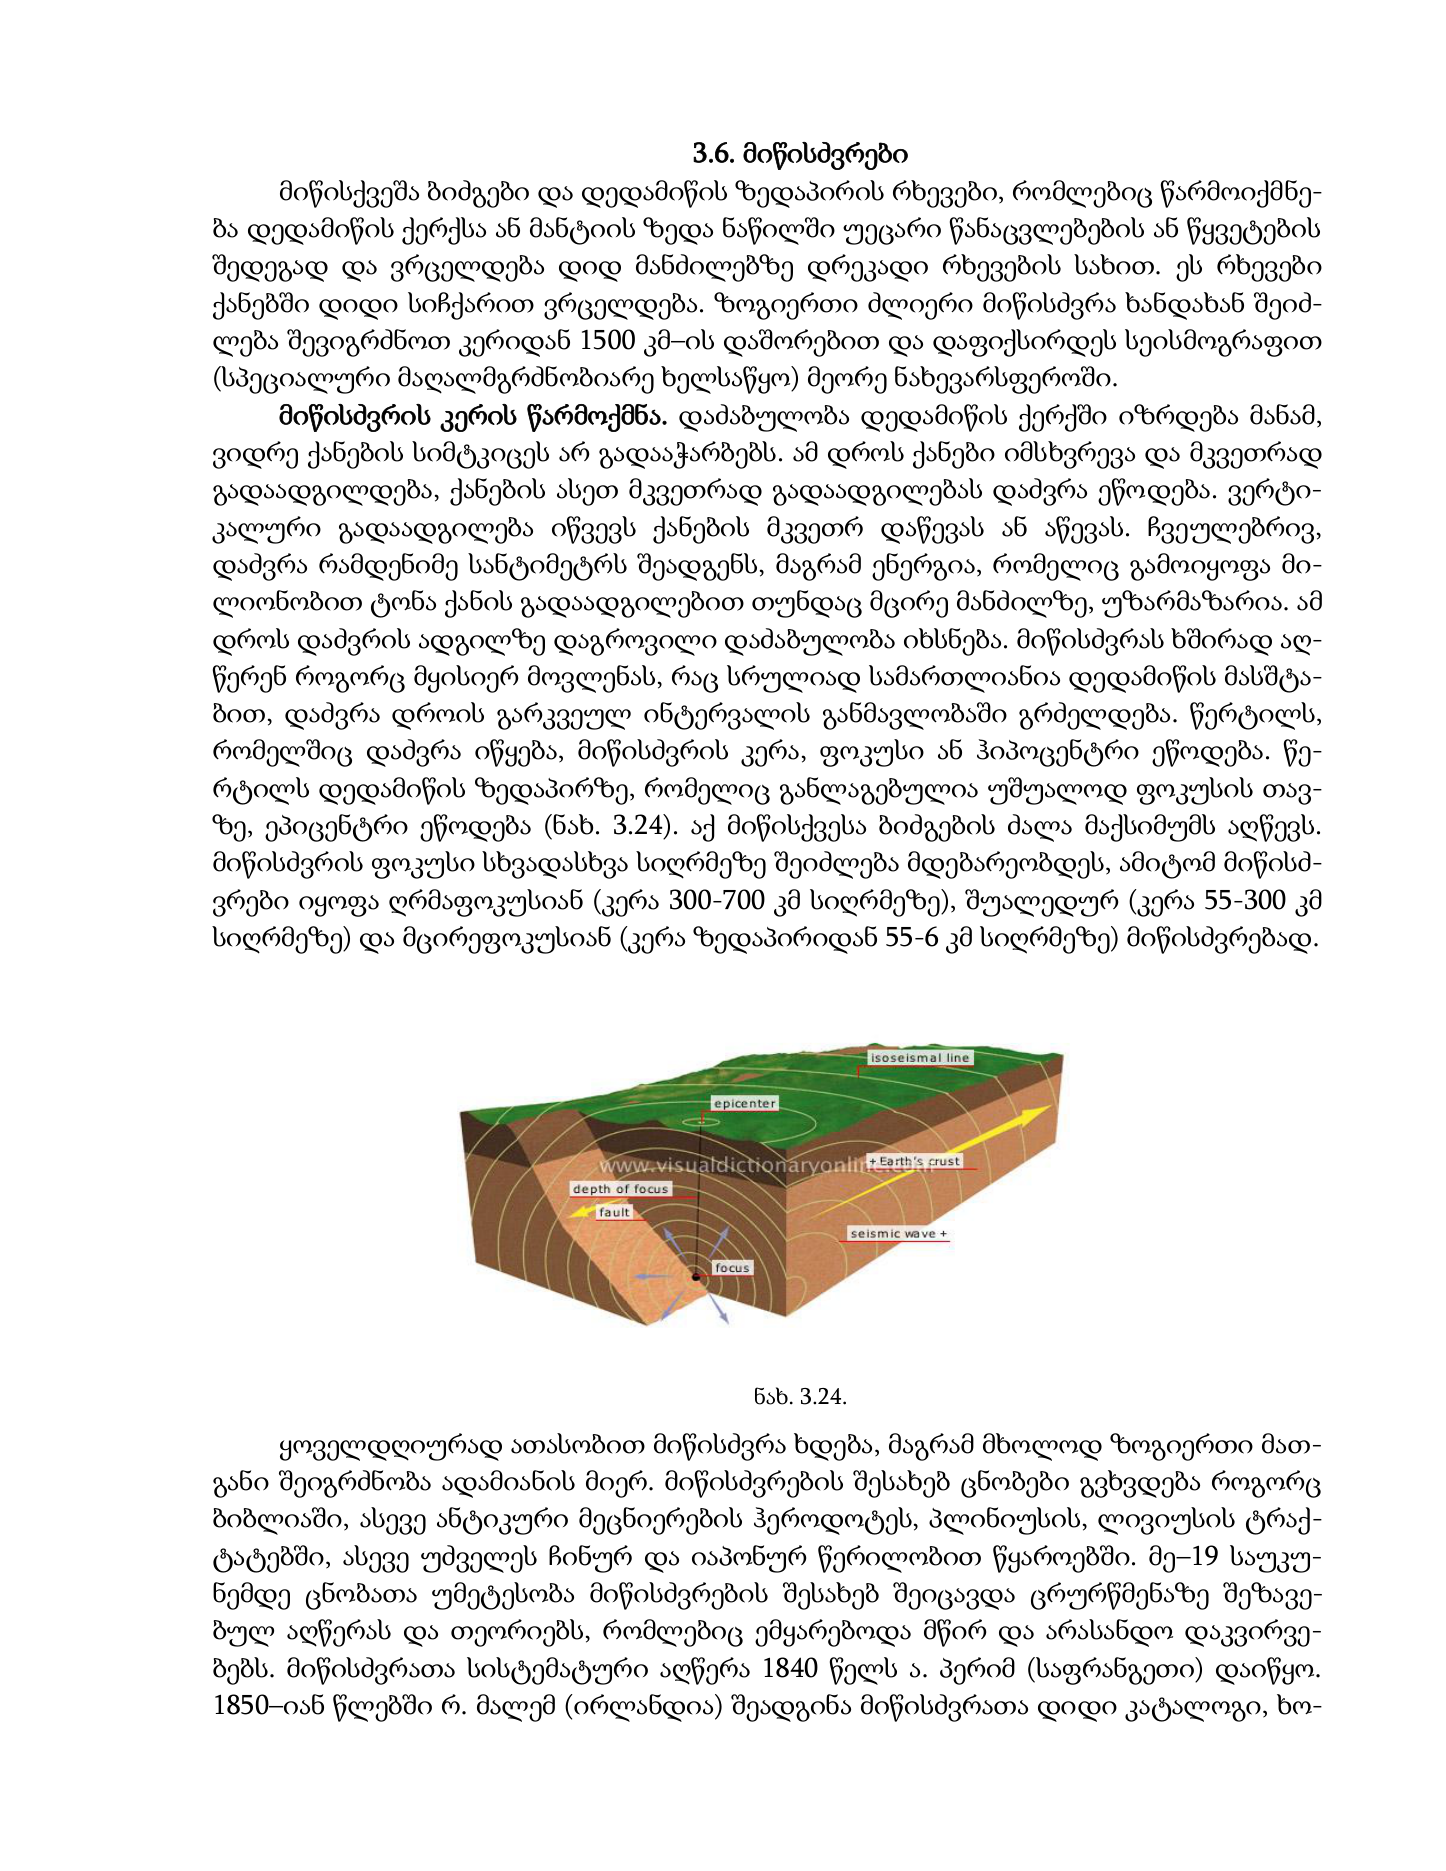 3.6. მიწისძვრები
მიწისქვეშა ბიძგები და დედამიწის ზედაპირის რხევები, რომლებიც წარმოიქმნე-
ბა დედამიწის ქერქსა ან მანტიის ზედა ნაწილში უეცარი წანაცვლებების ან წყვეტების
შედეგად და ვრცელდება დიდ მანძილებზე დრეკადი რხევების სახით. ეს რხევები
ქანებში დიდი სიჩქარით ვრცელდება. ზოგიერთი ძლიერი მიწისძვრა ხანდახან შეიძ-
ლება შევიგრძნოთ კერიდან 1500 კმ–ის დაშორებით და დაფიქსირდეს სეისმოგრაფით
(სპეციალური მაღალმგრძნობიარე ხელსაწყო) მეორე ნახევარსფეროში.
მიწისძვრის კერის წარმოქმნა. დაძაბულობა დედამიწის ქერქში იზრდება მანამ,
ვიდრე ქანების სიმტკიცეს არ გადააჭარბებს. ამ დროს ქანები იმსხვრევა და მკვეთრად
გადაადგილდება, ქანების ასეთ მკვეთრად გადაადგილებას დაძვრა ეწოდება. ვერტი-
კალური გადაადგილება იწვევს ქანების მკვეთრ დაწევას ან აწევას. ჩვეულებრივ,
დაძვრა რამდენიმე სანტიმეტრს შეადგენს, მაგრამ ენერგია, რომელიც გამოიყოფა მი-
ლიონობით ტონა ქანის გადაადგილებით თუნდაც მცირე მანძილზე, უზარმაზარია. ამ
დროს დაძვრის ადგილზე დაგროვილი დაძაბულობა იხსნება. მიწისძვრას ხშირად აღ-
წერენ როგორც მყისიერ მოვლენას, რაც სრულიად სამართლიანია დედამიწის მასშტა-
ბით, დაძვრა დროის გარკვეულ ინტერვალის განმავლობაში გრძელდება. წერტილს,
რომელშიც დაძვრა იწყება, მიწისძვრის კერა, ფოკუსი ან ჰიპოცენტრი ეწოდება. წე-
რტილს დედამიწის ზედაპირზე, რომელიც განლაგებულია უშუალოდ ფოკუსის თავ-
ზე, ეპიცენტრი ეწოდება (ნახ. 3.24). აქ მიწისქვესა ბიძგების ძალა მაქსიმუმს აღწევს.
მიწისძვრის ფოკუსი სხვადასხვა სიღრმეზე შეიძლება მდებარეობდეს, ამიტომ მიწისძ-
ვრები იყოფა ღრმაფოკუსიან (კერა 300-700 კმ სიღრმეზე), შუალედურ (კერა 55-300 კმ
სიღრმეზე) და მცირეფოკუსიან (კერა ზედაპირიდან 55-6 კმ სიღრმეზე) მიწისძვრებად.
isoseismal line
epicenter
www.visualdictionaryonline.com
+ Earth's crust
depth of focus
fault
seismic wave +
focus
ნახ. 3.24.
ყოველდღიურად ათასობით მიწისძვრა ხდება, მაგრამ მხოლოდ ზოგიერთი მათ-
განი შეიგრძნობა ადამიანის მიერ. მიწისძვრების შესახებ ცნობები გვხვდება როგორც
ბიბლიაში, ასევე ანტიკური მეცნიერების ჰეროდოტეს, პლინიუსის, ლივიუსის ტრაქ-
ტატებში, ასევე უძველეს ჩინურ და იაპონურ წერილობით წყაროებში. მე–19 საუკუ-
ნემდე ცნობათა უმეტესობა მიწისძვრების შესახებ შეიცავდა ცრურწმენაზე შეზავე-
ბულ აღწერას და თეორიებს, რომლებიც ემყარებოდა მწირ და არასანდო დაკვირვე-
ბებს. მიწისძვრათა სისტემატური აღწერა 1840 წელს ა. პერიმ (საფრანგეთი) დაიწყო.
1850–იან წლებში რ. მალემ (ირლანდია) შეადგინა მიწისძვრათა დიდი კატალოგი, ხო-